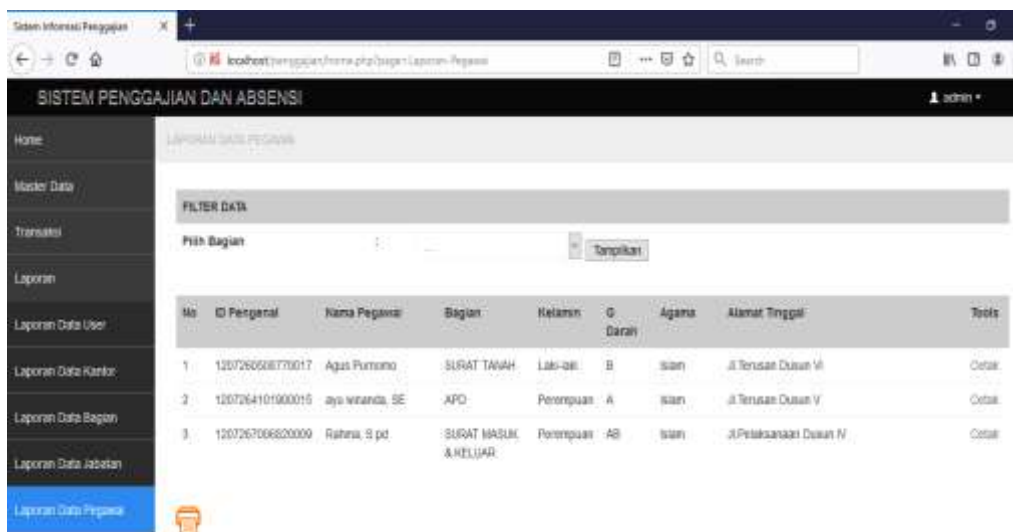 Sistem Informasi Penggajian
localhost/penggajian/home.php?page=Laporan-Pegawai
Search
SISTEM PENGGAJIAN DAN ABSENSI
admin
Home
LAPORAN DATA PEGAWAI
Master Data
FILTER DATA
Transaksi
Pilih Bagian :
Tampilkan
Laporan
No ID Pengenal Nama Pegawai Bagian Kelamin G Darah Agama Alamat Tinggal Tools
Laporan Data User
1 Agus Purnomo SURAT TANAH Laki-laki B Islam Jl.Terusan Dusun VI Cetak
Laporan Data Kantor
2 1207264101900015 ayu winanda, SE APD Perempuan A Islam Jl.Terusan Dusun V Cetak
Laporan Data Bagian
3 1207267006820009 Rahma, S.pd SURAT MASUK & KELUAR Perempuan AB Islam Jl.Pelaksanaan Dusun IV Cetak
Laporan Data Jabatan
Laporan Data Pegawai